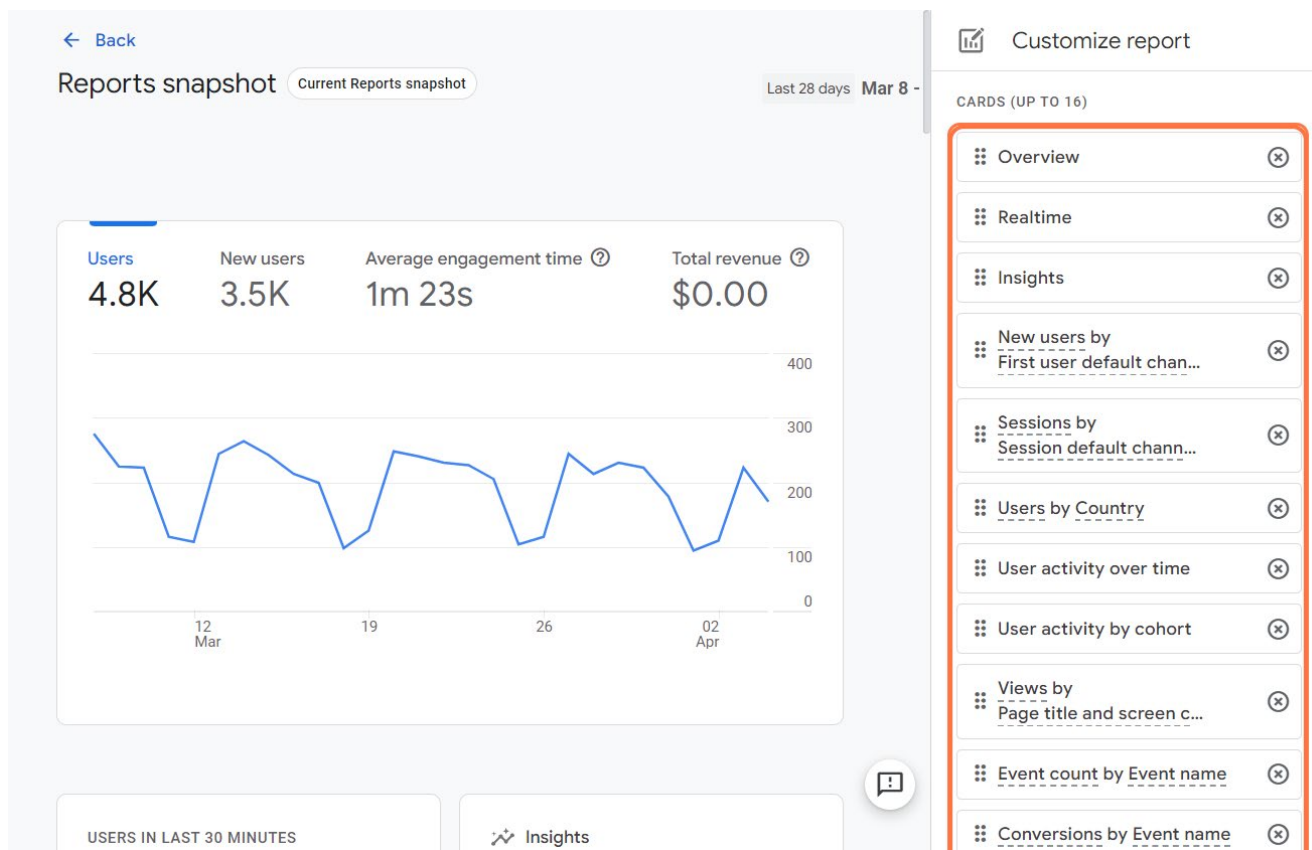 Back
Reports snapshot
Current Reports snapshot
Last 28 days Mar 8 -
Users
4.8K
New users
3.5K
Average engagement time
1m 23s
Total revenue
$0.00
400
300
200
100
0
12
Mar
19
26
02
Apr
USERS IN LAST 30 MINUTES
Insights
Customize report
CARDS (UP TO 16)
Overview
Realtime
Insights
New users by
First user default chan...
Sessions by
Session default chann...
Users by Country
User activity over time
User activity by cohort
Views by
Page title and screen c...
Event count by Event name
Conversions by Event name